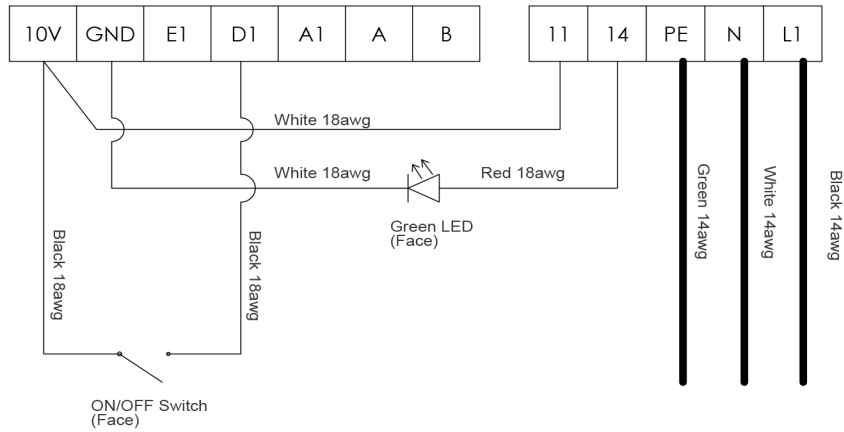 10V GND E1 D1 A1 A B 11 14 PE N L1
White 18awg
White 18awg Red 18awg
Green LED
(Face)
Black 18awg
Black 18awg
Green 14awg
White 14awg
Black 14awg
ON/OFF Switch
(Face)